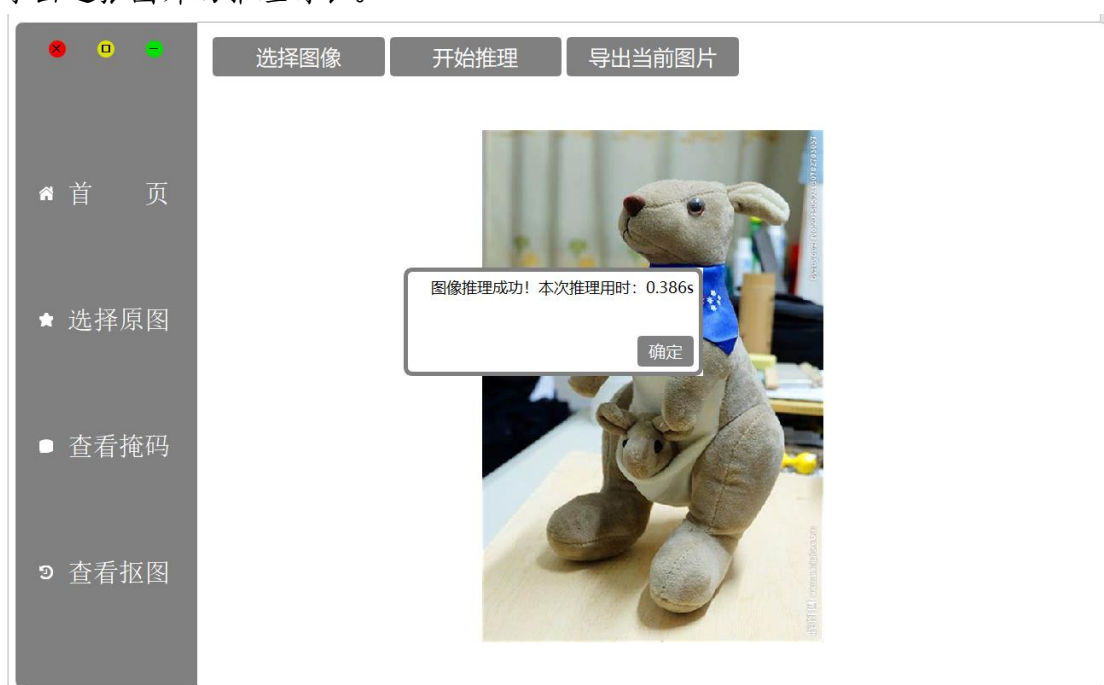 选择图像 开始推理 导出当前图片
首 页
图像推理成功！本次推理用时：0.386s
选择原图
确定
查看掩码
查看抠图